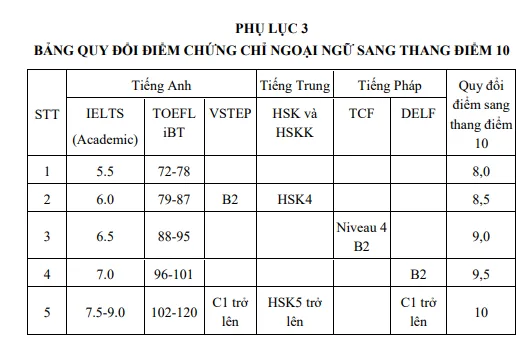 PHỤ LỤC 3
BẢNG QUY ĐỔI ĐIỂM CHỨNG CHỈ NGOẠI NGỮ SANG THANG ĐIỂM 10
STT Tiếng Anh Tiếng Trung Tiếng Pháp Quy đổi điểm sang thang điểm 10
IELTS (Academic) TOEFL iBT VSTEP HSK và HSKK TCF DELF
1 5.5 72-78 8,0
2 6.0 79-87 B2 HSK4 8,5
3 6.5 88-95 Niveau 4 B2 9,0
4 7.0 96-101 B2 9,5
5 7.5-9.0 102-120 C1 trở lên HSK5 trở lên C1 trở lên 10